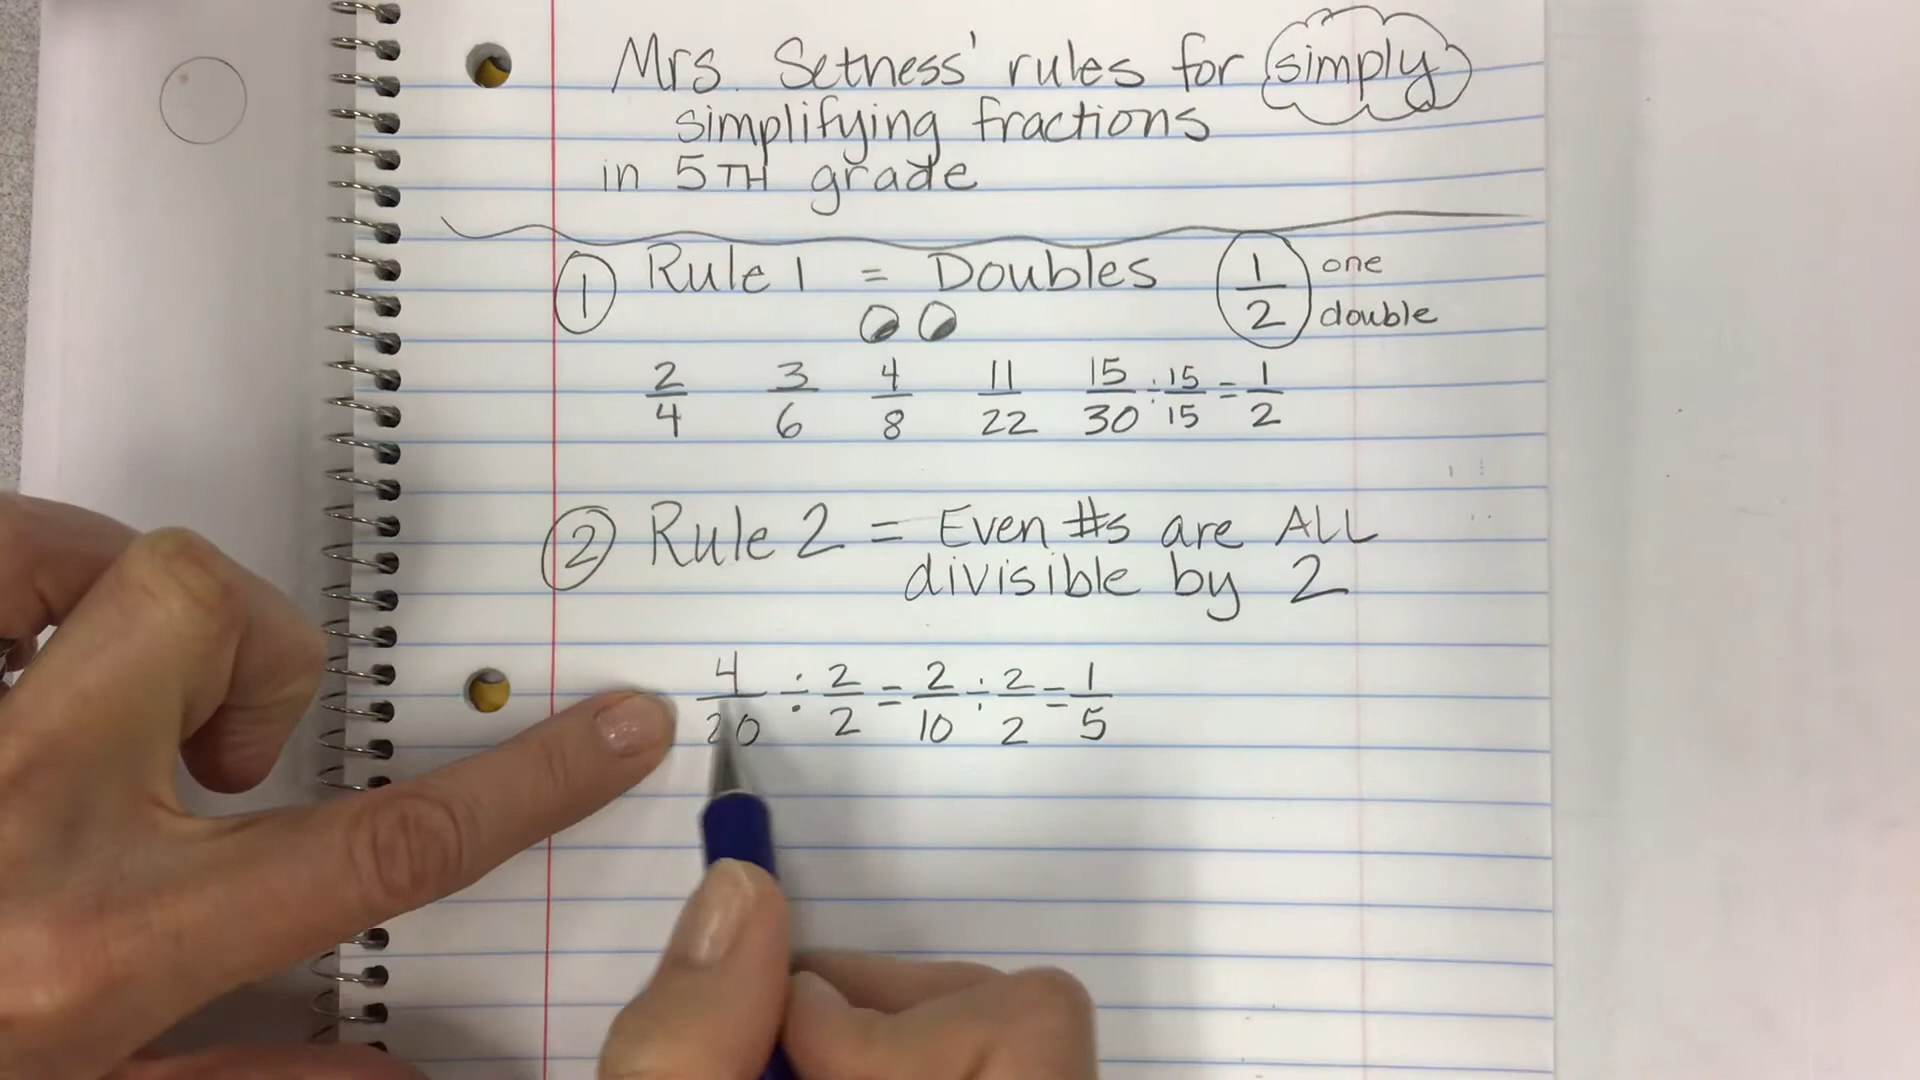 Mrs. Setness' rules for simply
simplifying fractions
in 5TH grade
① Rule 1 = Doubles 1/2 one double
2/4 3/6 4/8 11/22 15/30 ÷ 15/15 = 1/2
② Rule 2 = Even #s are ALL
divisible by 2
4/20 ÷ 2/2 = 2/10 ÷ 2/2 = 1/5